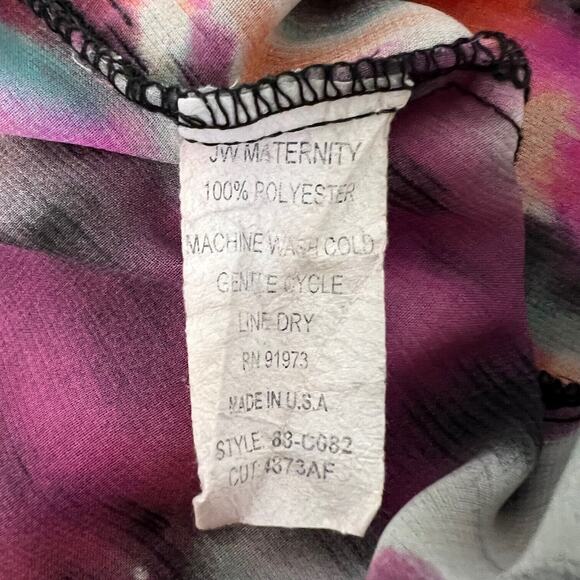 JW MATERNITY
100% POLYESTER
MACHINE WASH COLD
GENTLE CYCLE
LINE DRY
RN 91973
MADE IN U.S.A
STYLE: 83-C082
CUT: 4373AF